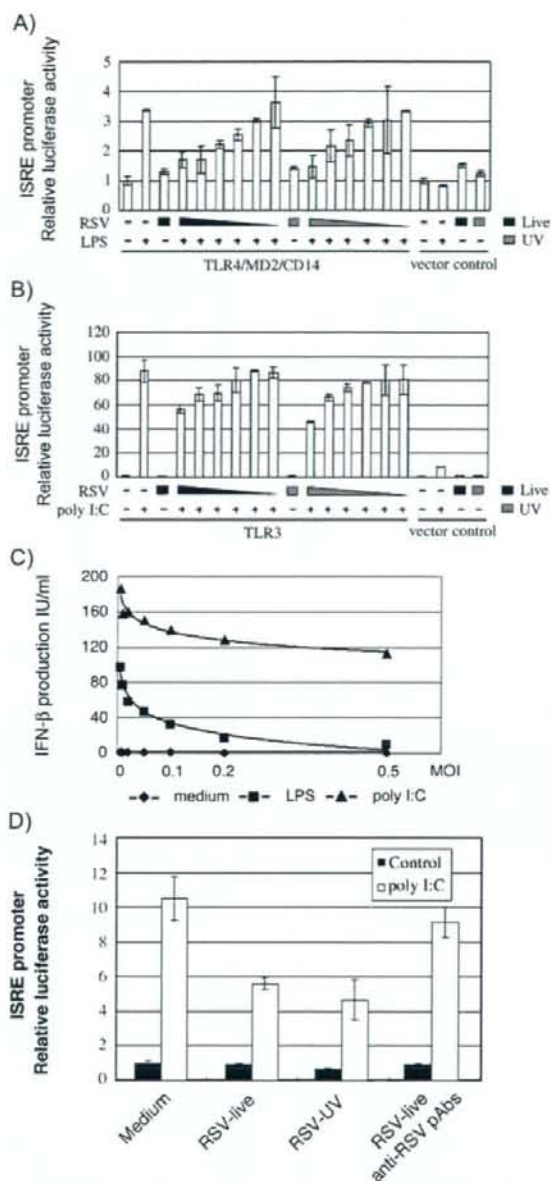 A)
ISRE promoter
Relative luciferase activity
5
4
3
2
1
0
RSV
LPS - + - + + + + + + - + + + + + + - + - -
TLR4/MD2/CD14
vector control
Live
UV
B)
ISRE promoter
Relative luciferase activity
120
100
80
60
40
20
0
RSV
poly I:C - + - + + + + + + - + + + + + + - + - -
TLR3
vector control
Live
UV
C)
IFN-β production IU/ml
200
160
120
80
40
0
0 0.1 0.2 0.5 MOI
medium LPS poly I:C
D)
ISRE promoter
Relative luciferase activity
14
12
10
8
6
4
2
0
Control
poly I:C
Medium
RSV-live
RSV-UV
RSV-live
anti-RSV pAbs